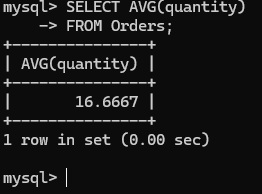 mysql> SELECT AVG(quantity)
    -> FROM Orders;
+---------------+
| AVG(quantity) |
+---------------+
|       16.6667 |
+---------------+
1 row in set (0.00 sec)

mysql>